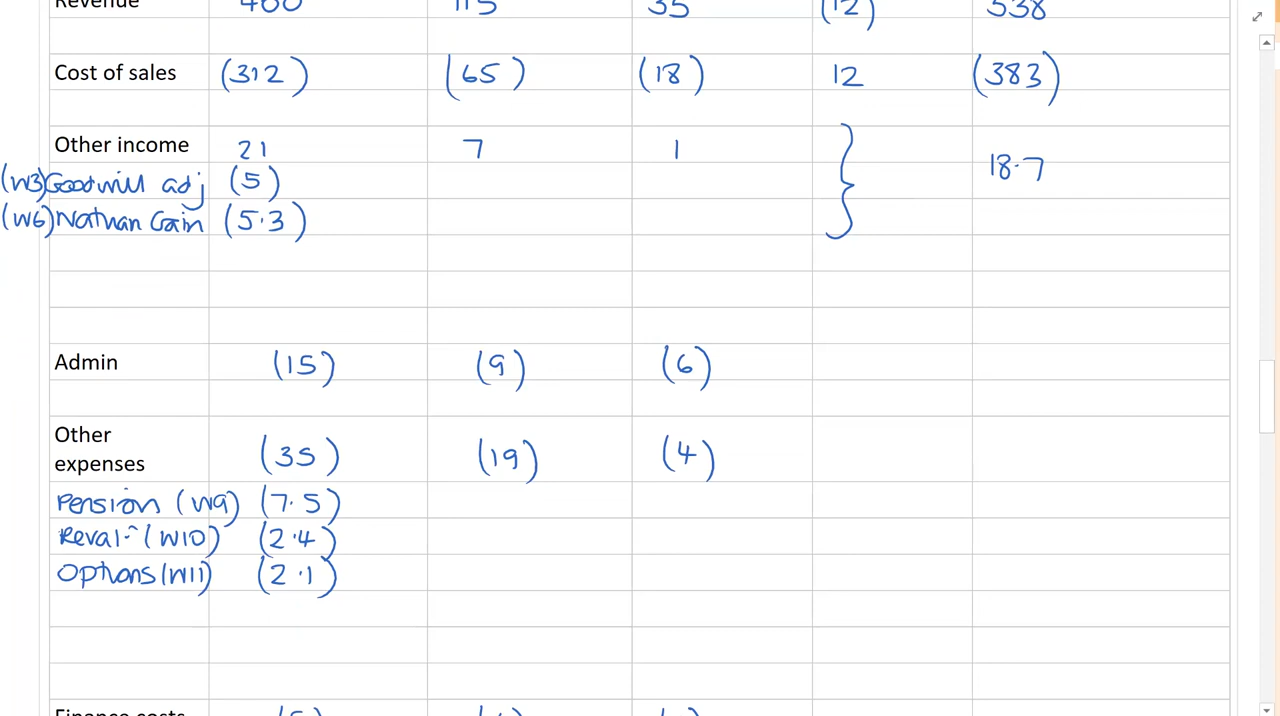 Revenue 460 115 35 (12) 538
Cost of sales (312) (65) (18) 12 (383)
Other income 21 7 1 18.7
(W3) Goodwill adj (5)
(W6) Nathan Gain (5.3)
Admin (15) (9) (6)
Other
expenses (35) (19) (4)
Pension (W9) (7.5)
Reval- (W10) (2.4)
Options (W11) (2.1)
Finance costs (5)